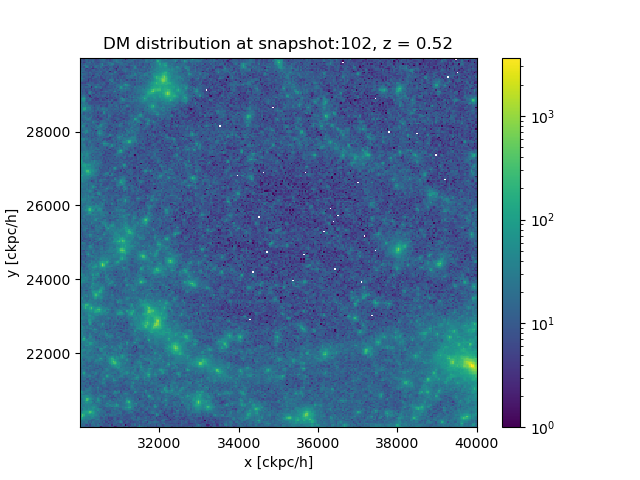 DM distribution at snapshot:102, z = 0.52
y [ckpc/h]
28000
26000
24000
22000
32000 34000 36000 38000 40000
x [ckpc/h]
10³
10²
10¹
10⁰